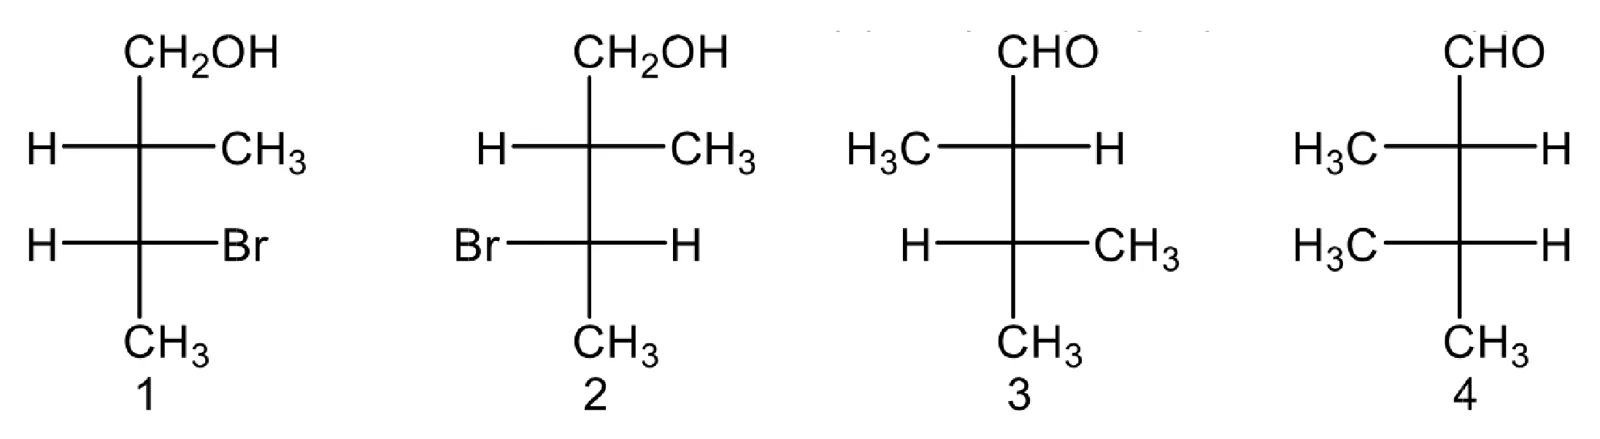 CH₂OH CH₂OH CHO CHO
H CH₃ H CH₃ H₃C H H₃C H
H Br Br H H CH₃ H₃C H
CH₃ CH₃ CH₃ CH₃
1 2 3 4